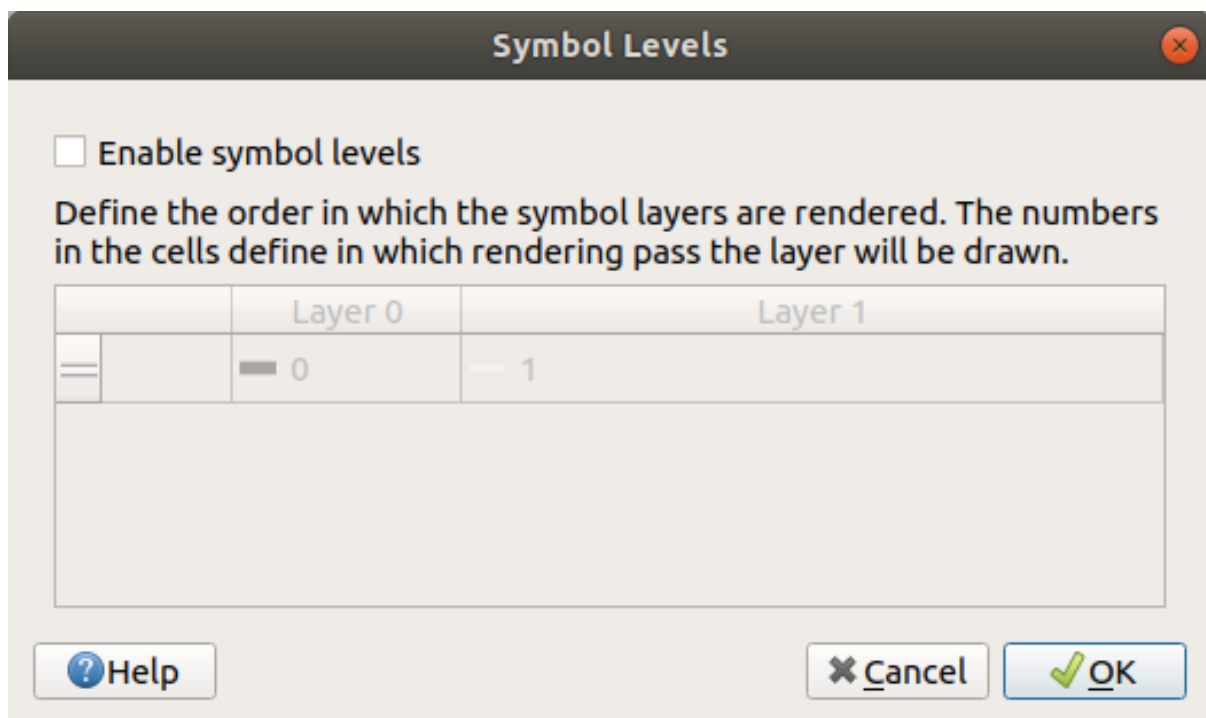 Symbol Levels
Enable symbol levels
Define the order in which the symbol layers are rendered. The numbers
in the cells define in which rendering pass the layer will be drawn.
Layer 0 Layer 1
0 1
Help Cancel OK